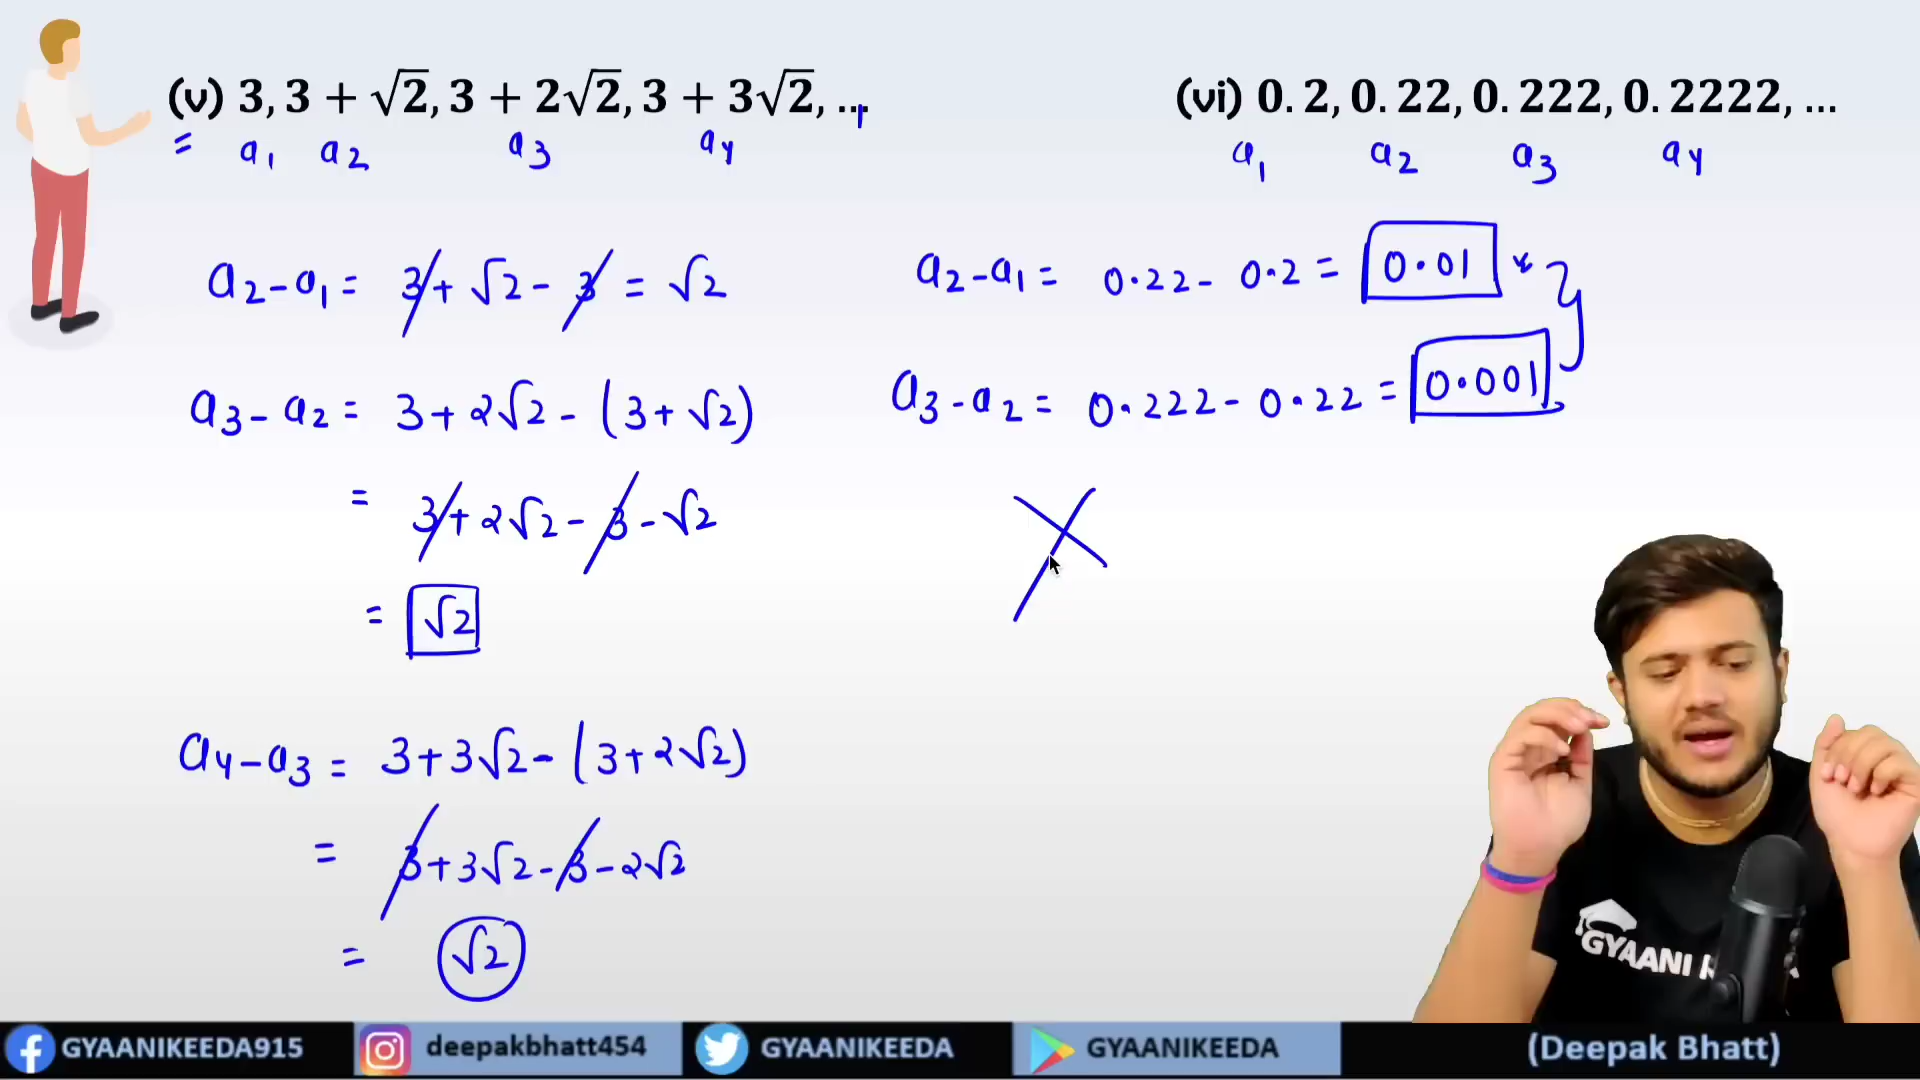 (v) 3, 3 + √2, 3 + 2√2, 3 + 3√2, ...
= a₁ a₂ a₃ a₄
a₂ - a₁ = 3 + √2 - 3 = √2
a₃ - a₂ = 3 + 2√2 - (3 + √2)
= 3 + 2√2 - 3 - √2
= √2
a₄ - a₃ = 3 + 3√2 - (3 + 2√2)
= 3 + 3√2 - 3 - 2√2
= √2
(vi) 0.2, 0.22, 0.222, 0.2222, ...
a₁ a₂ a₃ a₄
a₂ - a₁ = 0.22 - 0.2 = 0.01
a₃ - a₂ = 0.222 - 0.22 = 0.001
GYAANI
GYAANIKEEDA915
deepakbhatt454
GYAANIKEEDA
GYAANIKEEDA
(Deepak Bhatt)